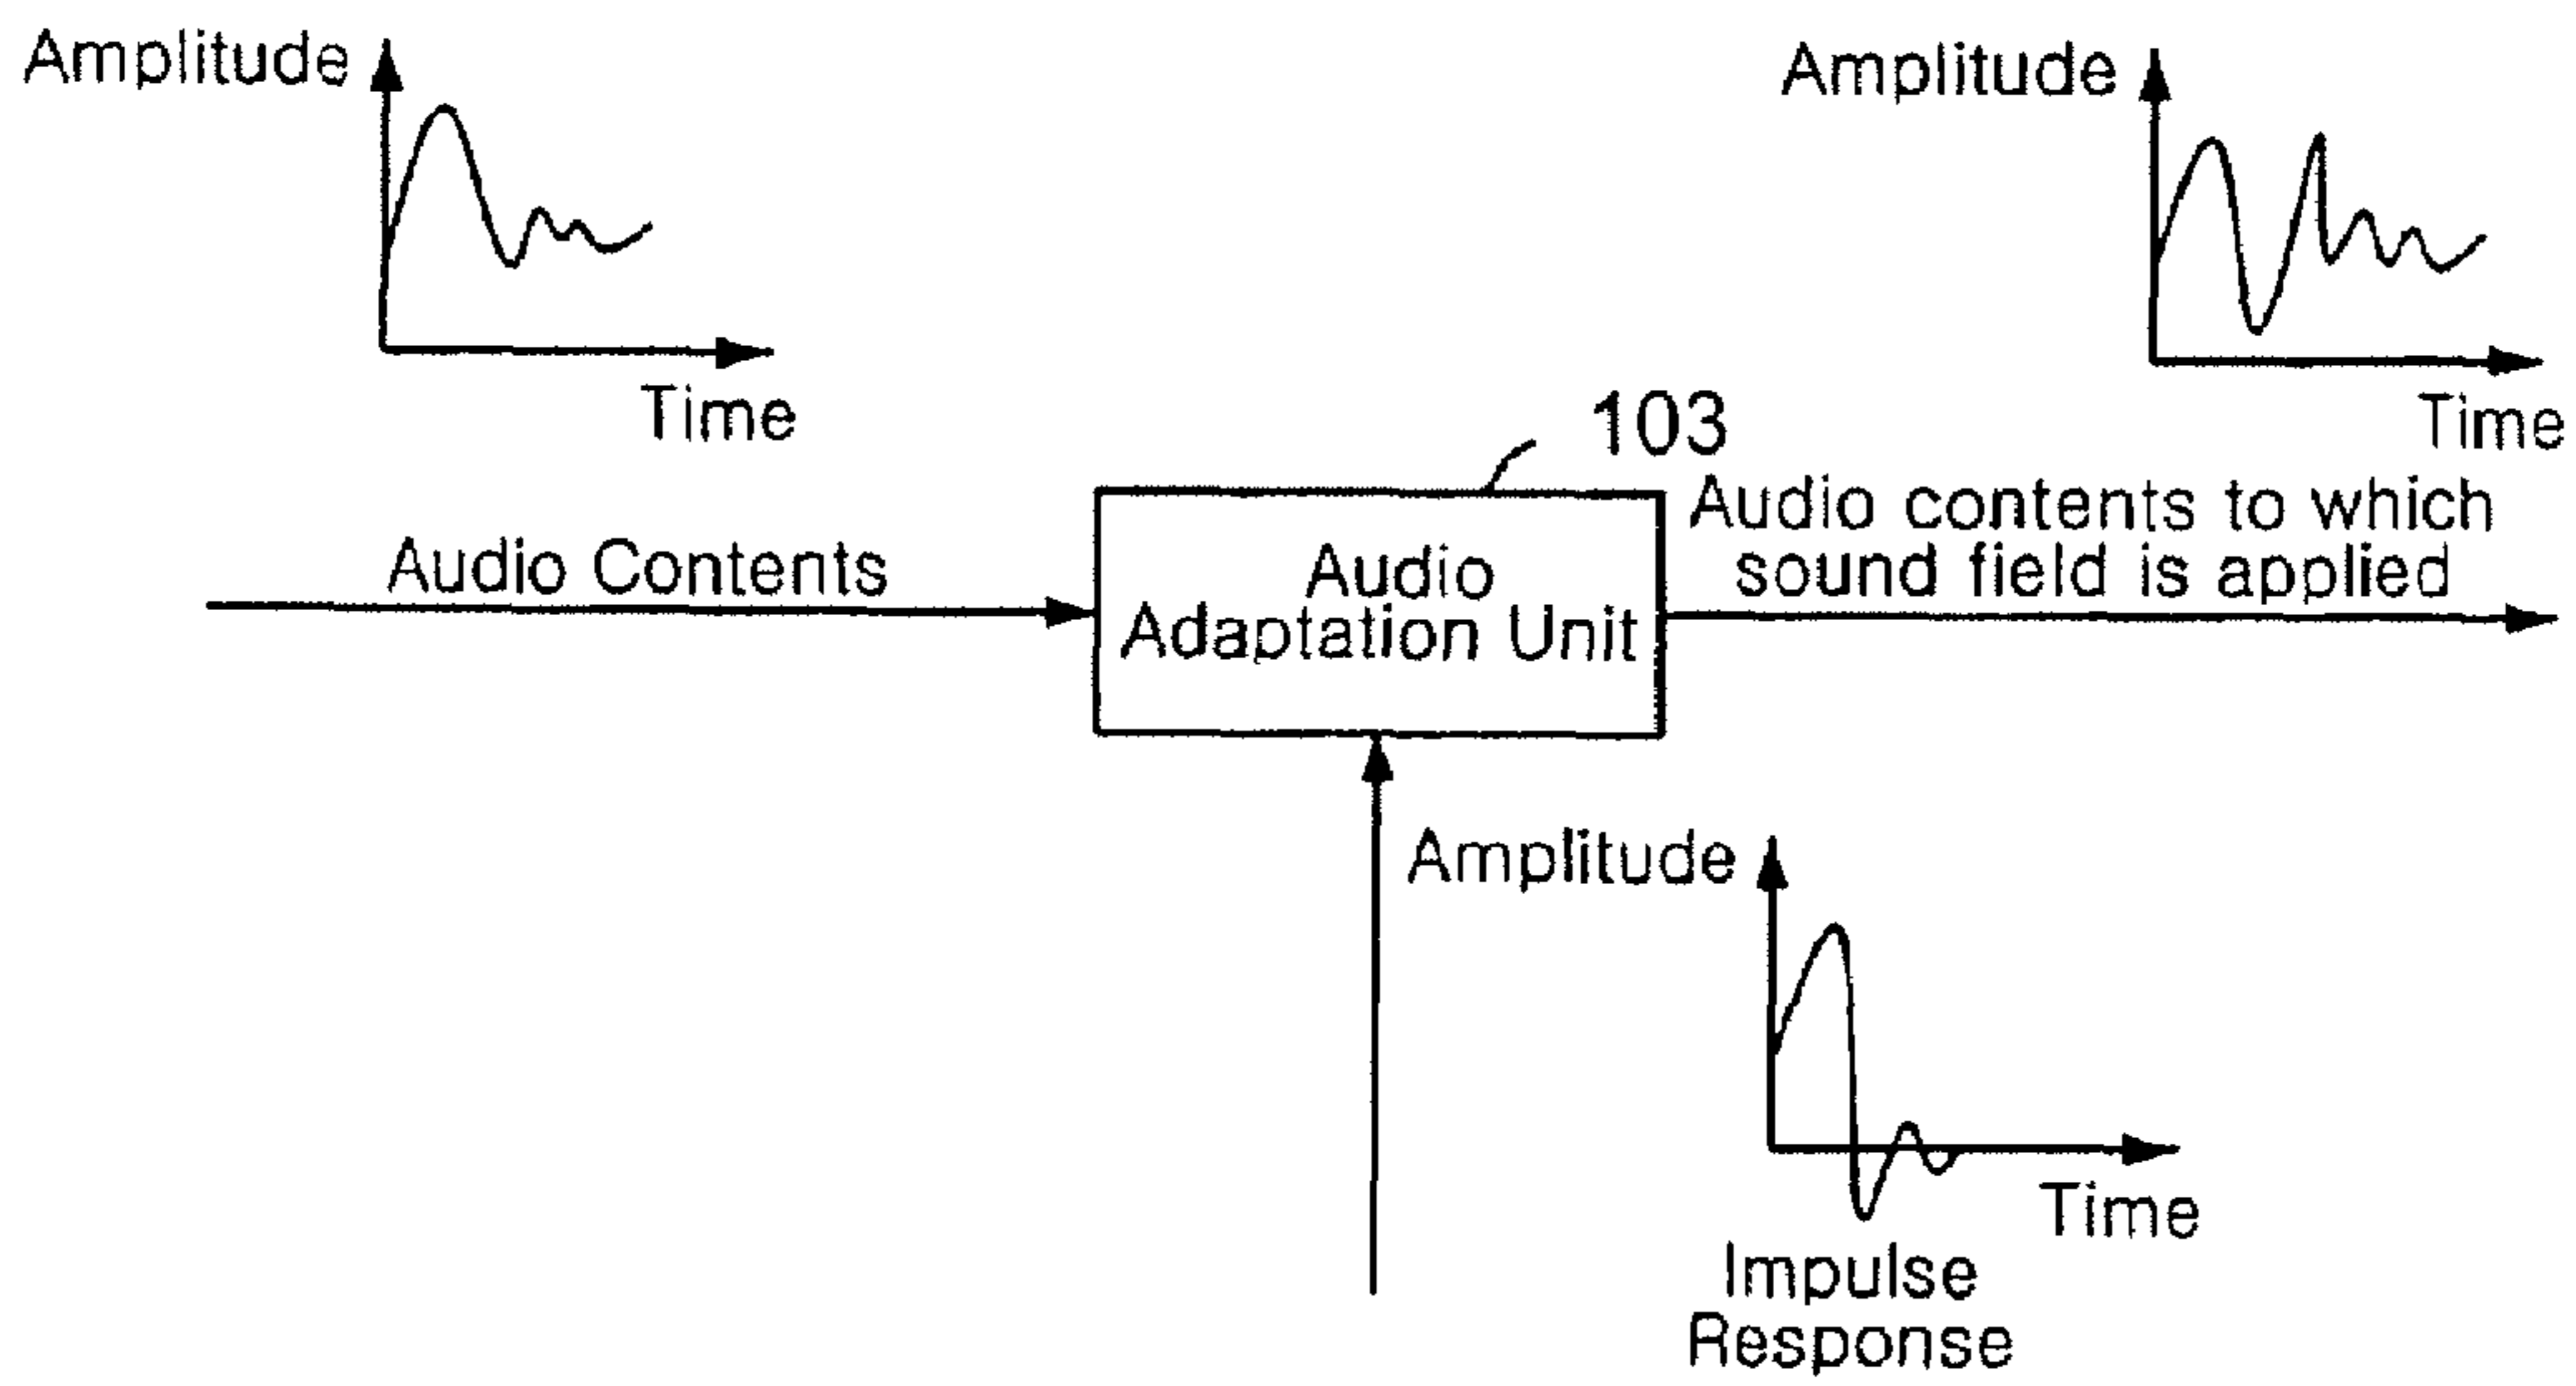 Amplitude
Time
Amplitude
Time
103
Audio Contents
Audio
Adaptation Unit
Audio contents to which
sound field is applied
Amplitude
Time
Impulse
Response